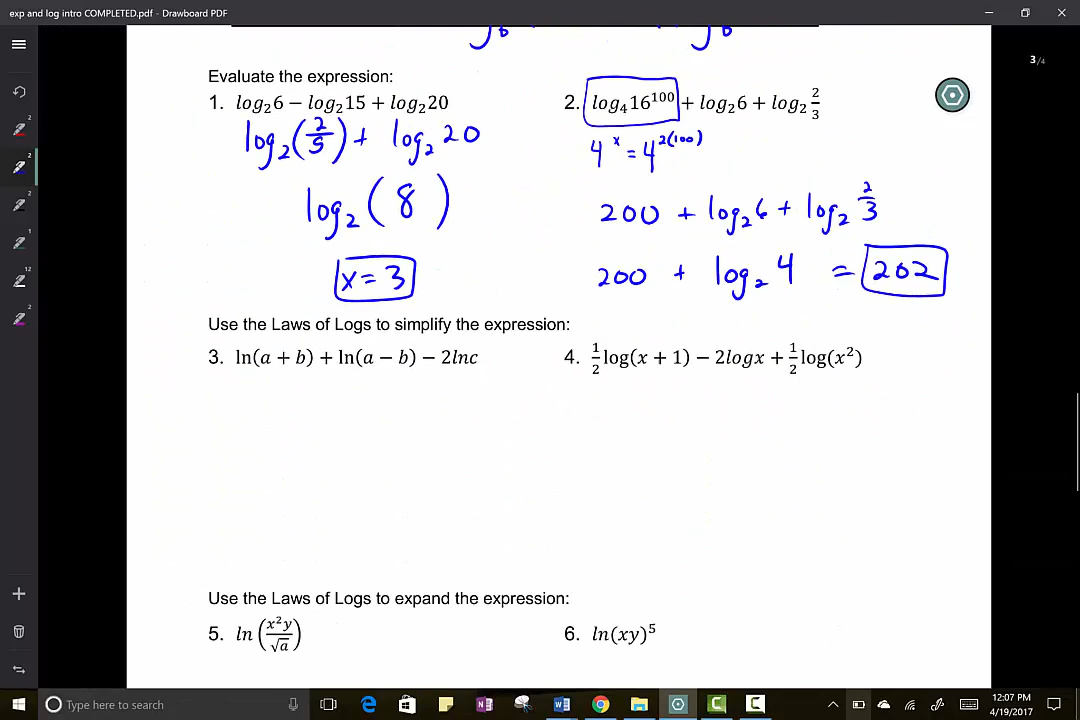 exp and log intro COMPLETED.pdf - Drawboard PDF
3/4
Evaluate the expression:
1. log₂6 − log₂15 + log₂20
log₂(2/5) + log₂ 20
log₂(8)
x = 3
2. log₄16¹⁰⁰ + log₂6 + log₂ 2/3
4ˣ = 4²⁽¹⁰⁰⁾
200 + log₂6 + log₂ 2/3
200 + log₂ 4 = 202
Use the Laws of Logs to simplify the expression:
3. ln(a + b) + ln(a − b) − 2lnc
4. 1/2 log(x + 1) − 2logx + 1/2 log(x²)
Use the Laws of Logs to expand the expression:
5. ln(x²y/√a)
6. ln(xy)⁵
Type here to search
12:07 PM
4/19/2017